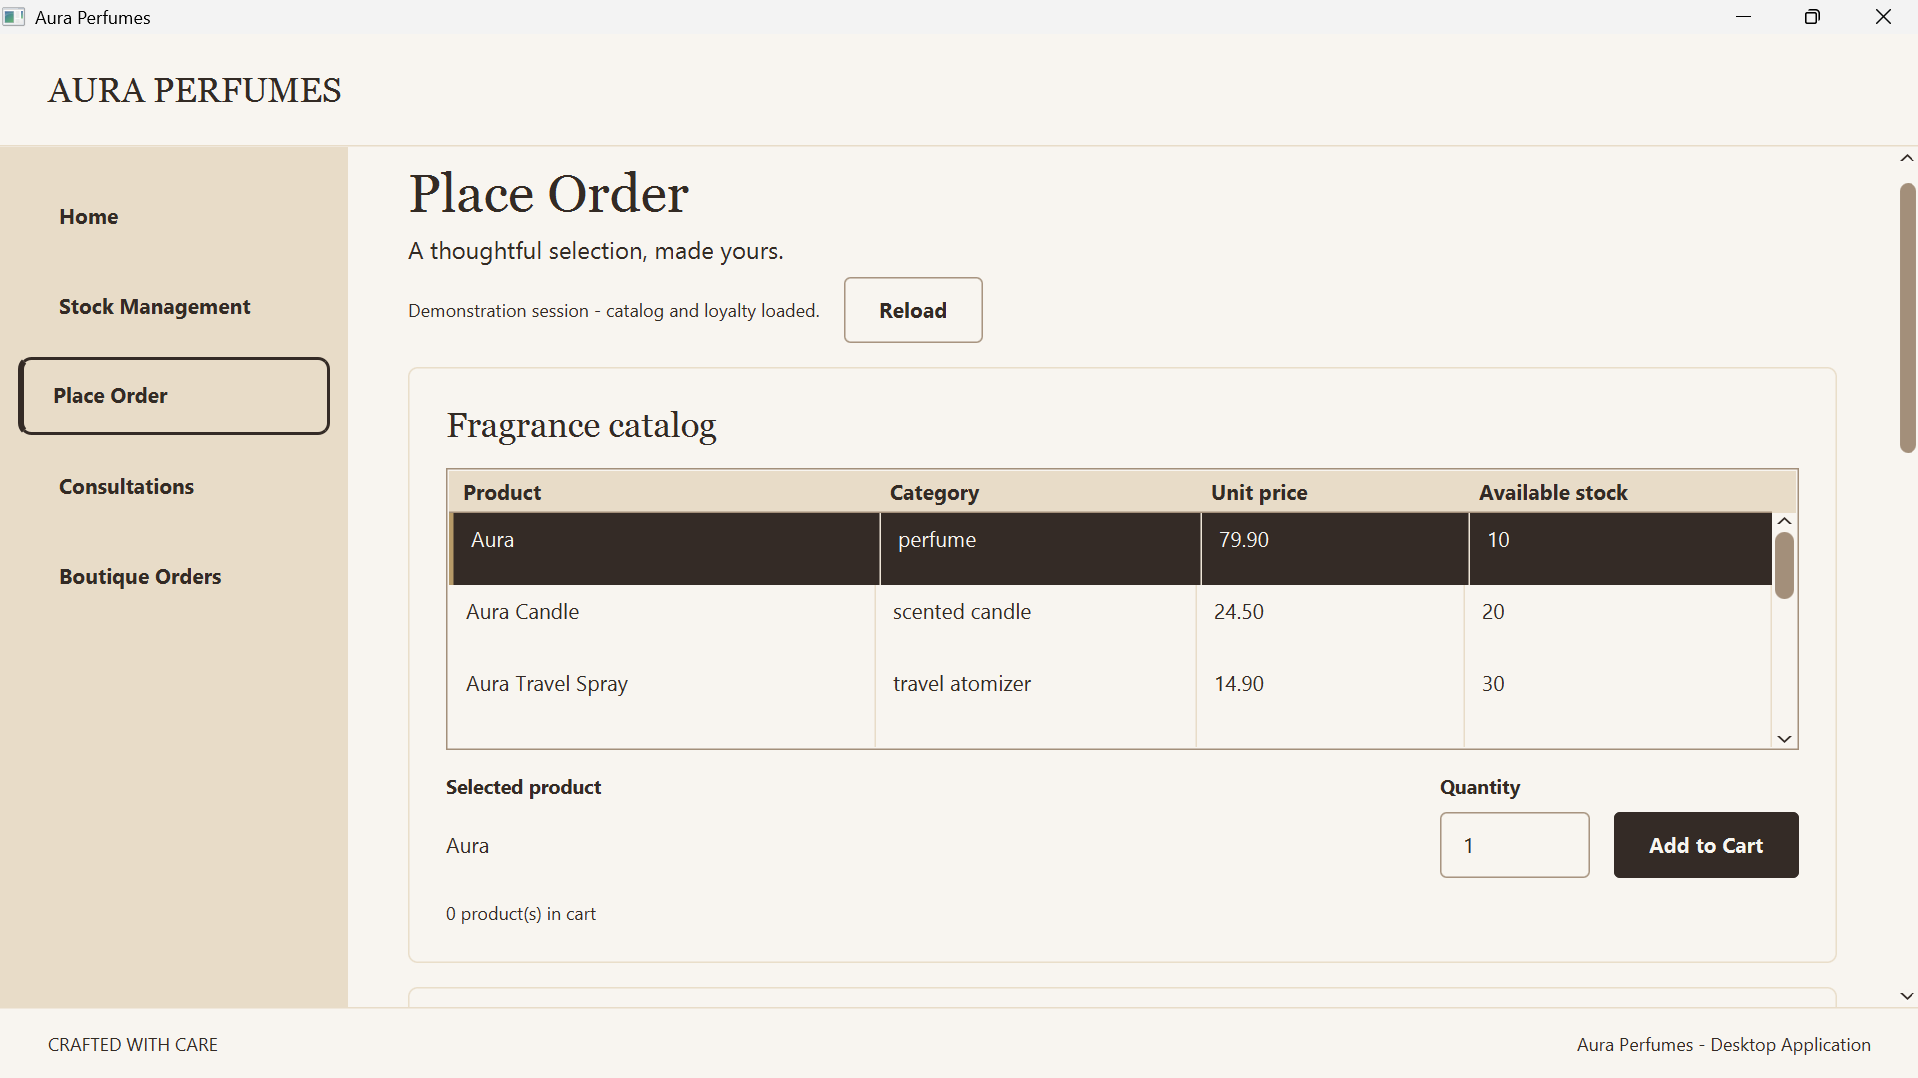 Aura Perfumes
AURA PERFUMES
Home
Stock Management
Place Order
Consultations
Boutique Orders
Place Order
A thoughtful selection, made yours.
Demonstration session - catalog and loyalty loaded. Reload
Fragrance catalog
Product Category Unit price Available stock
Aura perfume 79.90 10
Aura Candle scented candle 24.50 20
Aura Travel Spray travel atomizer 14.90 30
Selected product Quantity
Aura 1 Add to Cart
0 product(s) in cart
CRAFTED WITH CARE Aura Perfumes - Desktop Application